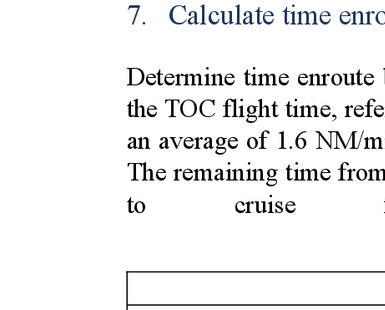 7. Calculate time enro
Determine time enroute
the TOC flight time, refe
an average of 1.6 NM/m
The remaining time from
to cruise